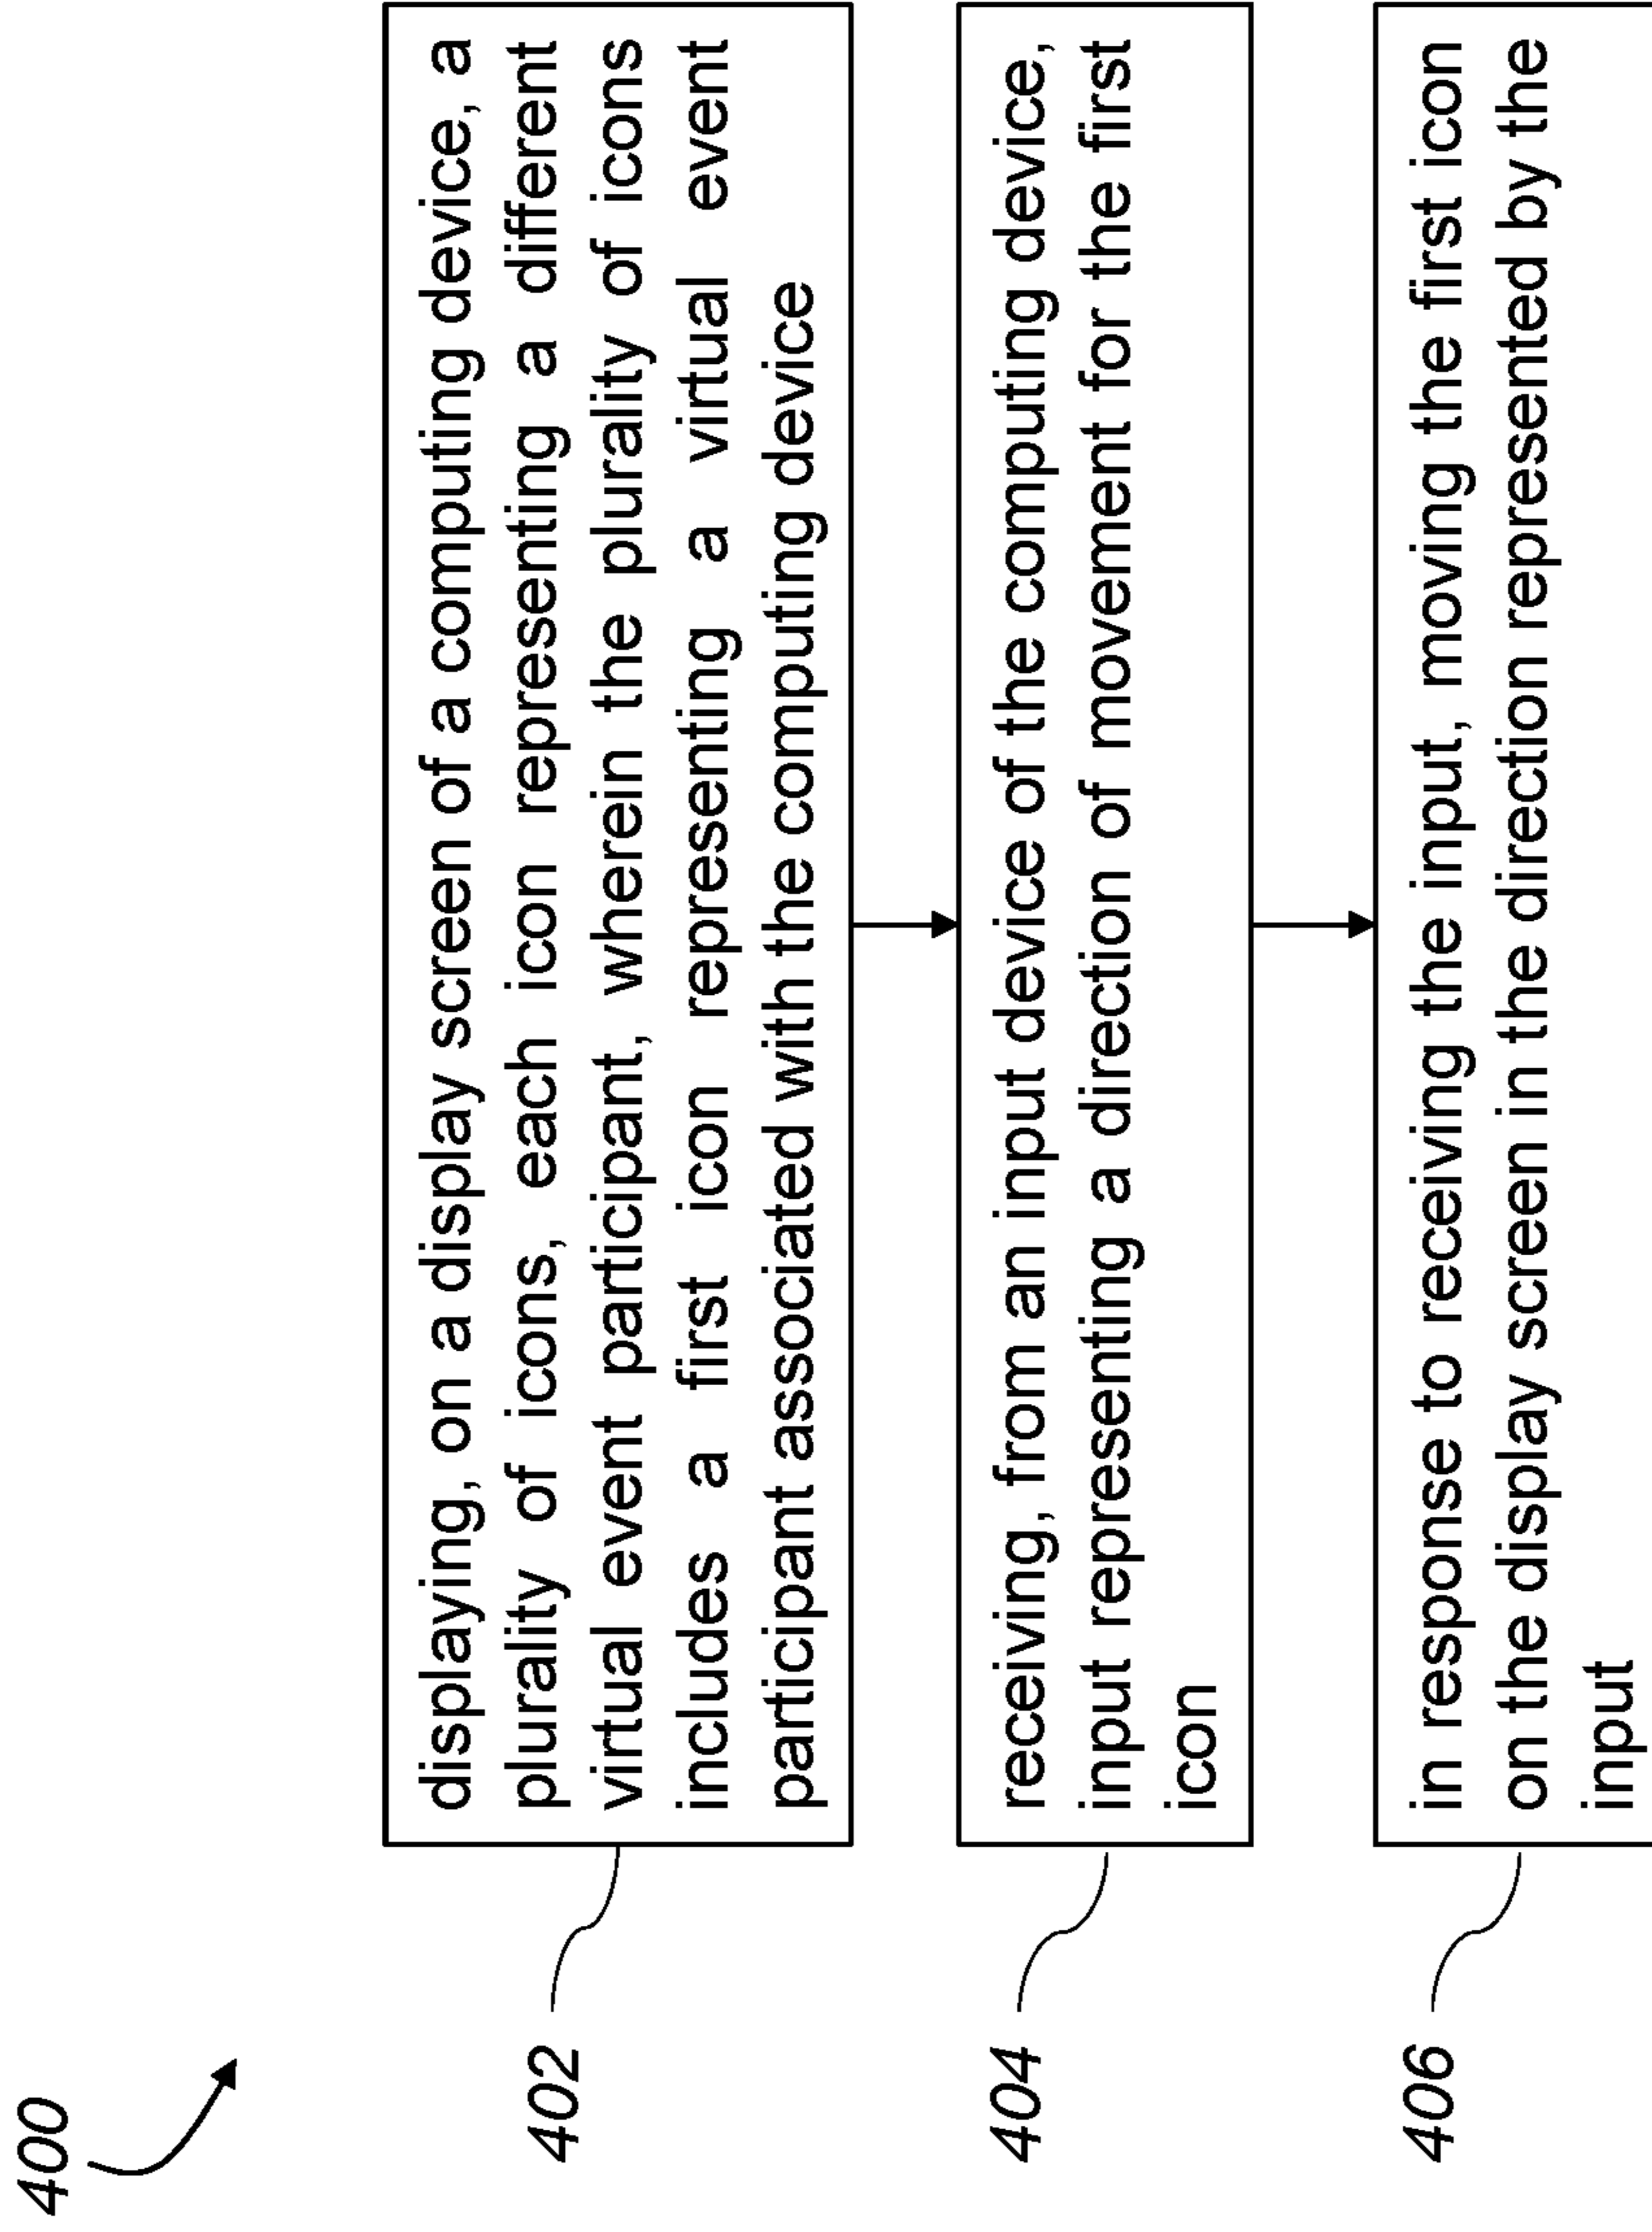 400
402
displaying, on a display screen of a computing device, a
plurality of icons, each icon representing a different
virtual event participant, wherein the plurality of icons
includes a first icon representing a virtual event
participant associated with the computing device
404
receiving, from an input device of the computing device,
input representing a direction of movement for the first
icon
406
in response to receiving the input, moving the first icon
on the display screen in the direction represented by the
input